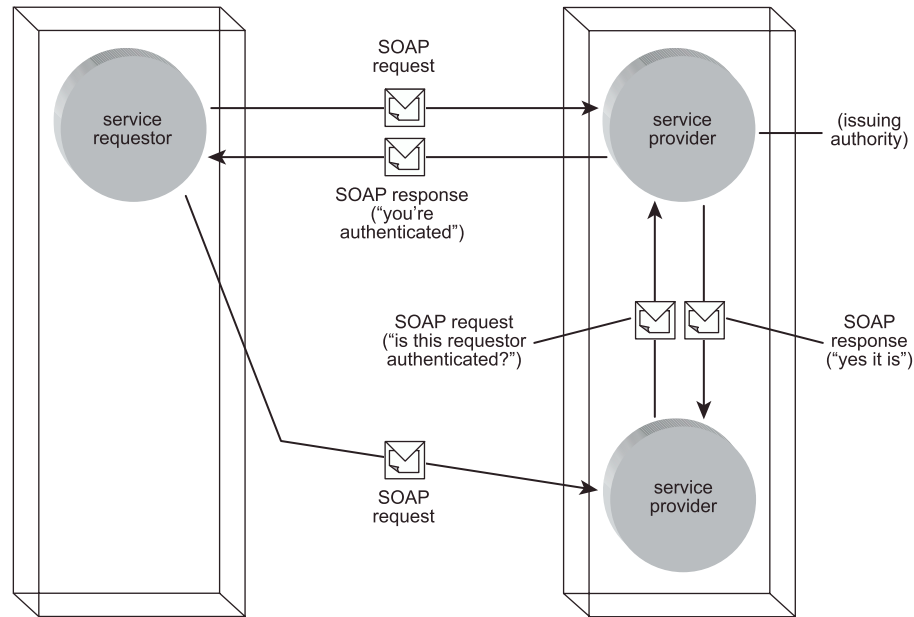 SOAP
request
service
requestor
service
provider
(issuing
authority)
SOAP response
(“you’re
authenticated”)
SOAP request
(“is this requestor
authenticated?”)
SOAP
response
(“yes it is”)
service
provider
SOAP
request